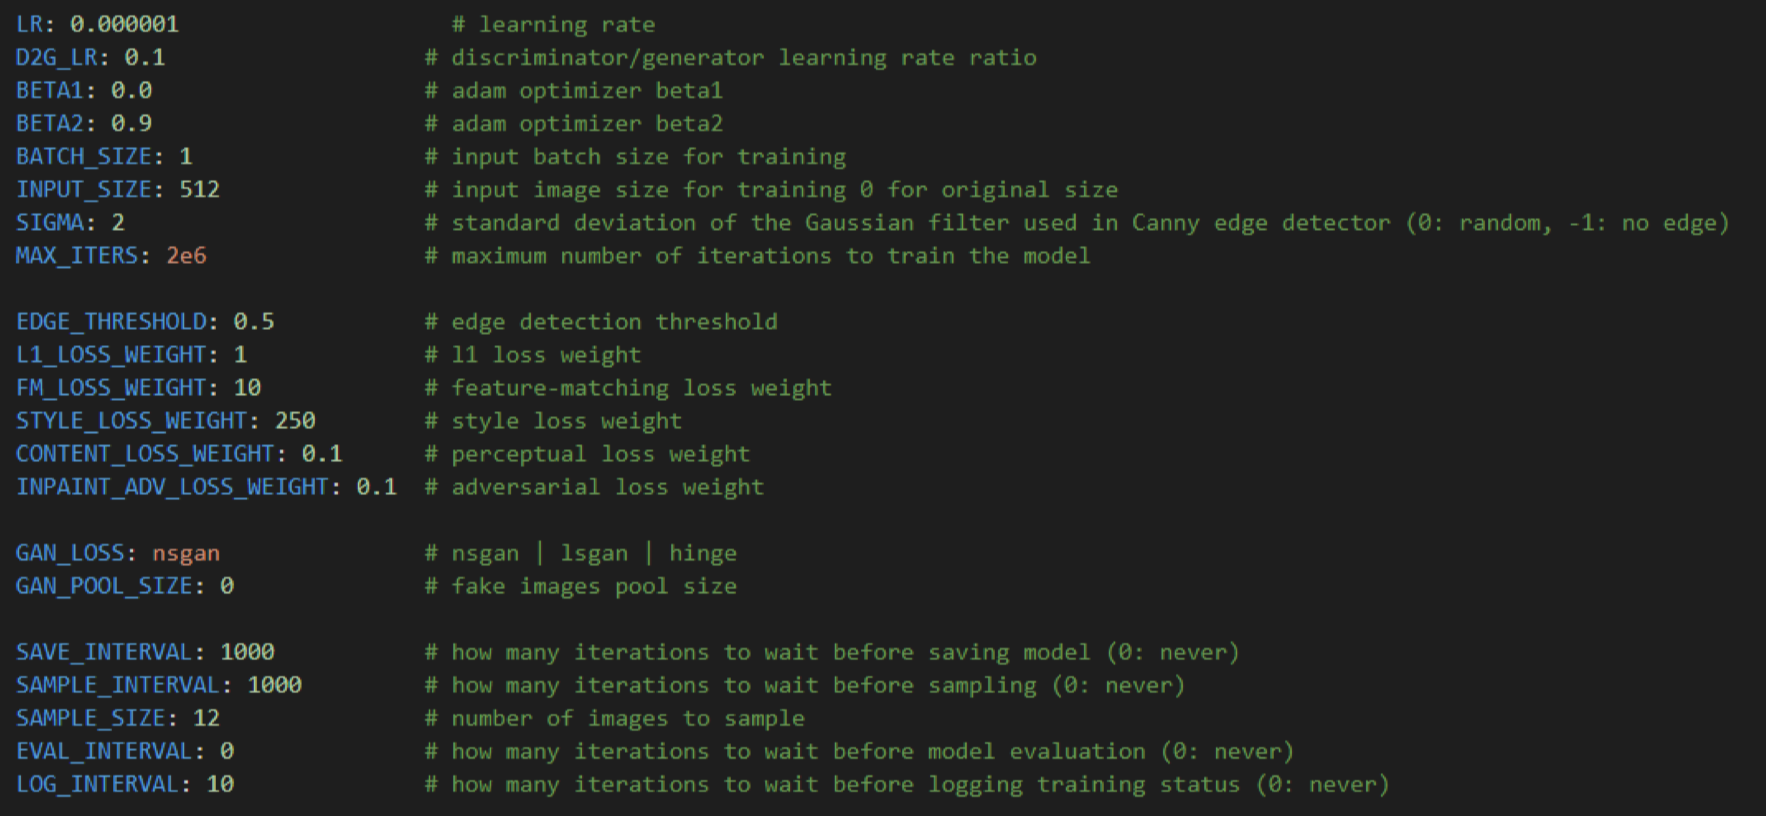 LR: 0.000001 # learning rate
D2G_LR: 0.1 # discriminator/generator learning rate ratio
BETA1: 0.0 # adam optimizer beta1
BETA2: 0.9 # adam optimizer beta2
BATCH_SIZE: 1 # input batch size for training
INPUT_SIZE: 512 # input image size for training 0 for original size
SIGMA: 2 # standard deviation of the Gaussian filter used in Canny edge detector (0: random, -1: no edge)
MAX_ITERS: 2e6 # maximum number of iterations to train the model
EDGE_THRESHOLD: 0.5 # edge detection threshold
L1_LOSS_WEIGHT: 1 # l1 loss weight
FM_LOSS_WEIGHT: 10 # feature-matching loss weight
STYLE_LOSS_WEIGHT: 250 # style loss weight
CONTENT_LOSS_WEIGHT: 0.1 # perceptual loss weight
INPAINT_ADV_LOSS_WEIGHT: 0.1 # adversarial loss weight
GAN_LOSS: nsgan # nsgan | lsgan | hinge
GAN_POOL_SIZE: 0 # fake images pool size
SAVE_INTERVAL: 1000 # how many iterations to wait before saving model (0: never)
SAMPLE_INTERVAL: 1000 # how many iterations to wait before sampling (0: never)
SAMPLE_SIZE: 12 # number of images to sample
EVAL_INTERVAL: 0 # how many iterations to wait before model evaluation (0: never)
LOG_INTERVAL: 10 # how many iterations to wait before logging training status (0: never)